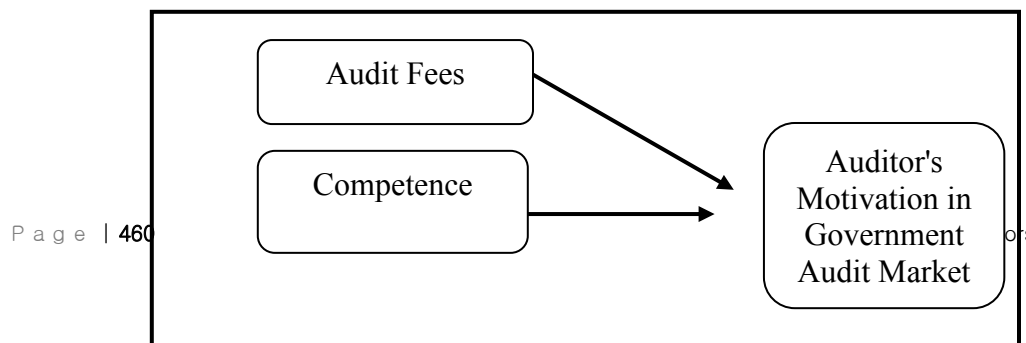 Audit Fees
Competence
Auditor's
Motivation in
Government
Audit Market
Page | 460